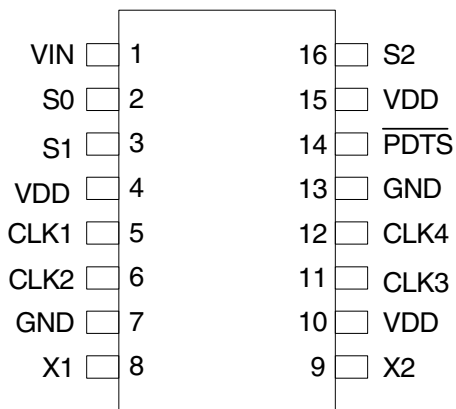 VIN 1 16 S2
S0 2 15 VDD
S1 3 14 P̅D̅T̅S̅
VDD 4 13 GND
CLK1 5 12 CLK4
CLK2 6 11 CLK3
GND 7 10 VDD
X1 8 9 X2